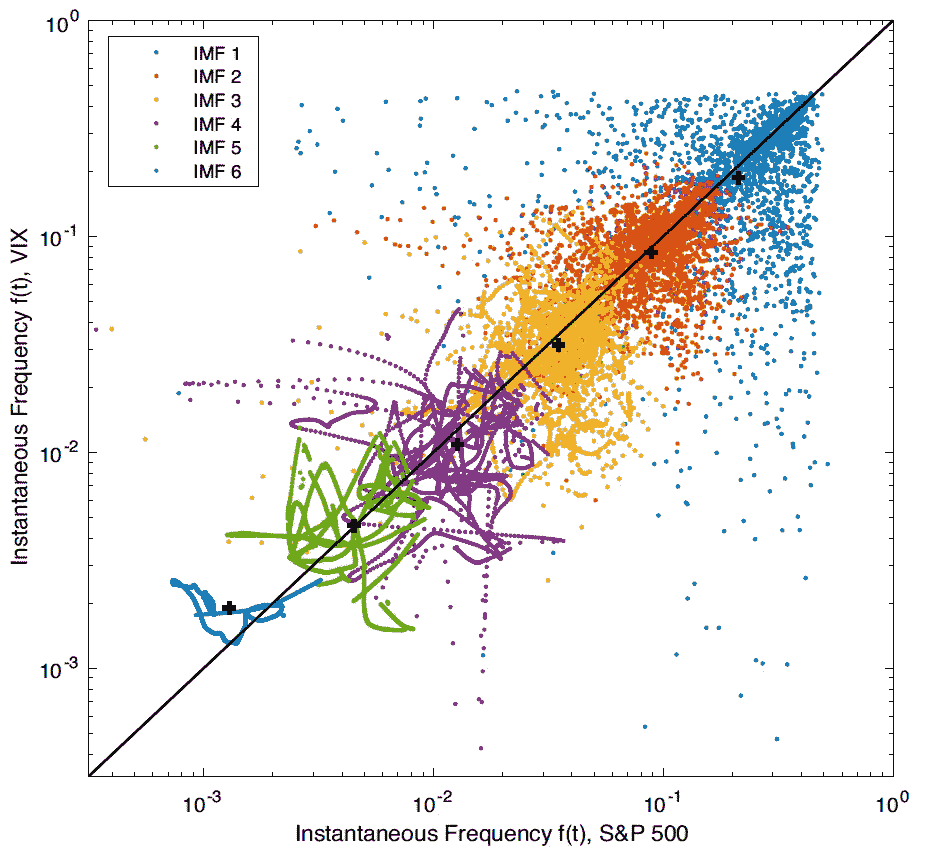 10^0
IMF 1
IMF 2
IMF 3
IMF 4
IMF 5
IMF 6
10^-1
10^-2
10^-3
Instantaneous Frequency f(t), VIX
10^-3 10^-2 10^-1 10^0
Instantaneous Frequency f(t), S&P 500